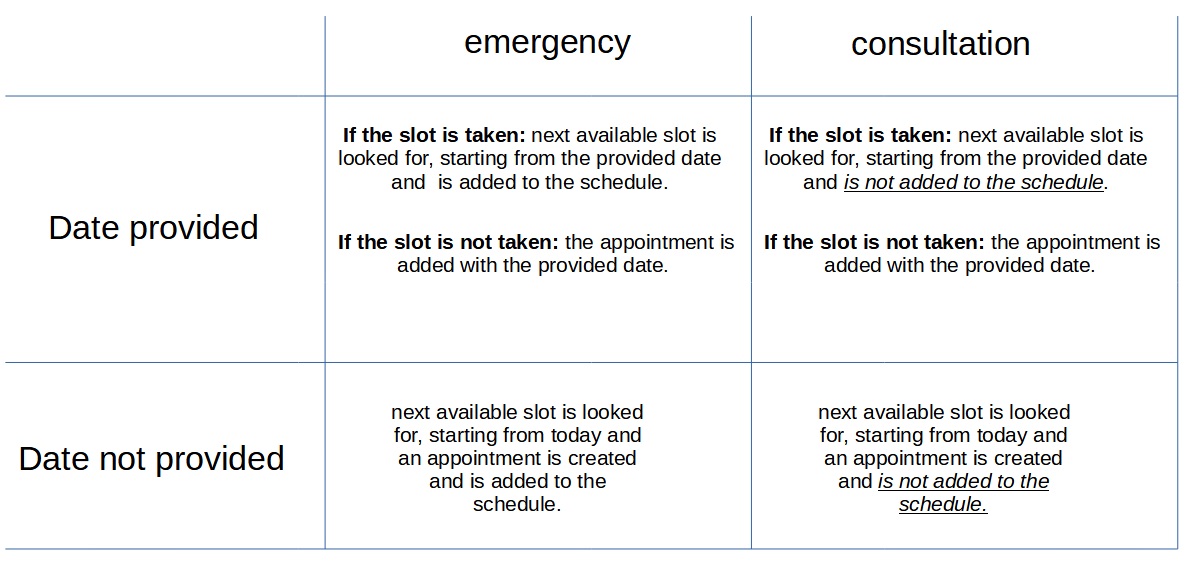 emergency
consultation
Date provided
If the slot is taken: next available slot is
looked for, starting from the provided date
and  is added to the schedule.
If the slot is not taken: the appointment is
added with the provided date.
If the slot is taken: next available slot is
looked for, starting from the provided date
and is not added to the schedule.
If the slot is not taken: the appointment is
added with the provided date.
Date not provided
next available slot is looked
for, starting from today and
an appointment is created
and is added to the
schedule.
next available slot is looked
for, starting from today and
an appointment is created
and is not added to the
schedule.